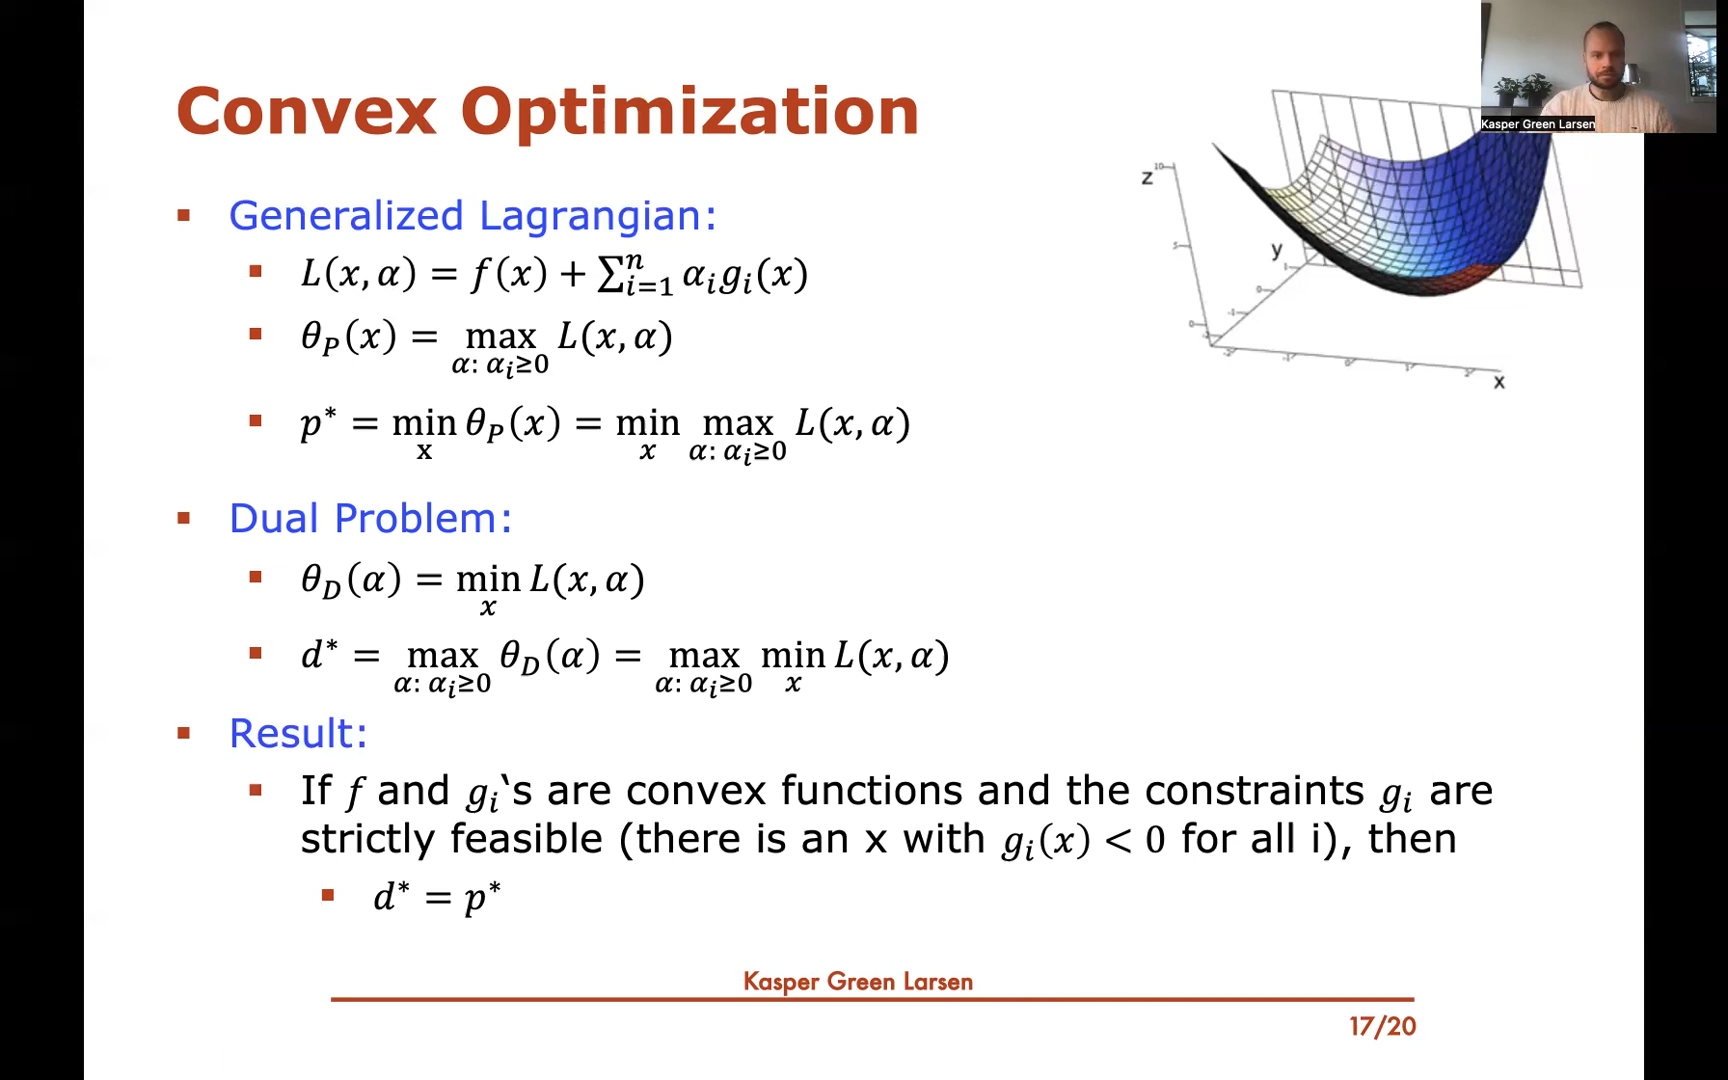 Convex Optimization
Kasper Green Larsen
Generalized Lagrangian:
L(x, α) = f(x) + ∑ⁿᵢ₌₁ αᵢgᵢ(x)
θ_P(x) = max_{α: αᵢ≥0} L(x, α)
p* = min_x θ_P(x) = min_x max_{α: αᵢ≥0} L(x, α)
Dual Problem:
θ_D(α) = min_x L(x, α)
d* = max_{α: αᵢ≥0} θ_D(α) = max_{α: αᵢ≥0} min_x L(x, α)
Result:
If f and gᵢ‛s are convex functions and the constraints gᵢ are
strictly feasible (there is an x with gᵢ(x) < 0 for all i), then
d* = p*
z
10
5
0
y
x
Kasper Green Larsen
17/20